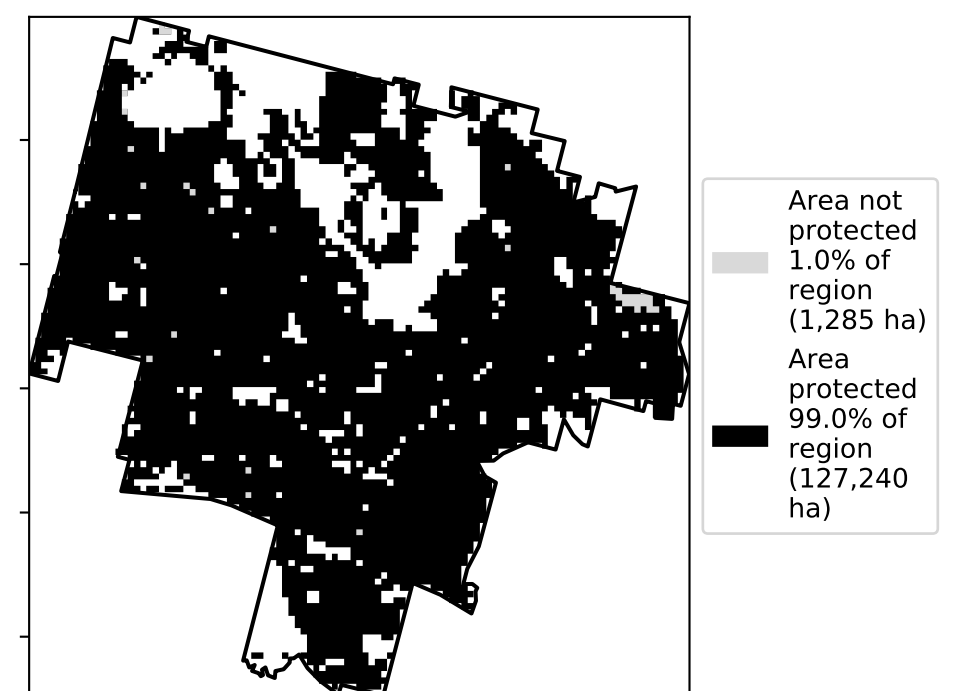 Area not
protected
1.0% of
region
(1,285 ha)
Area
protected
99.0% of
region
(127,240
ha)